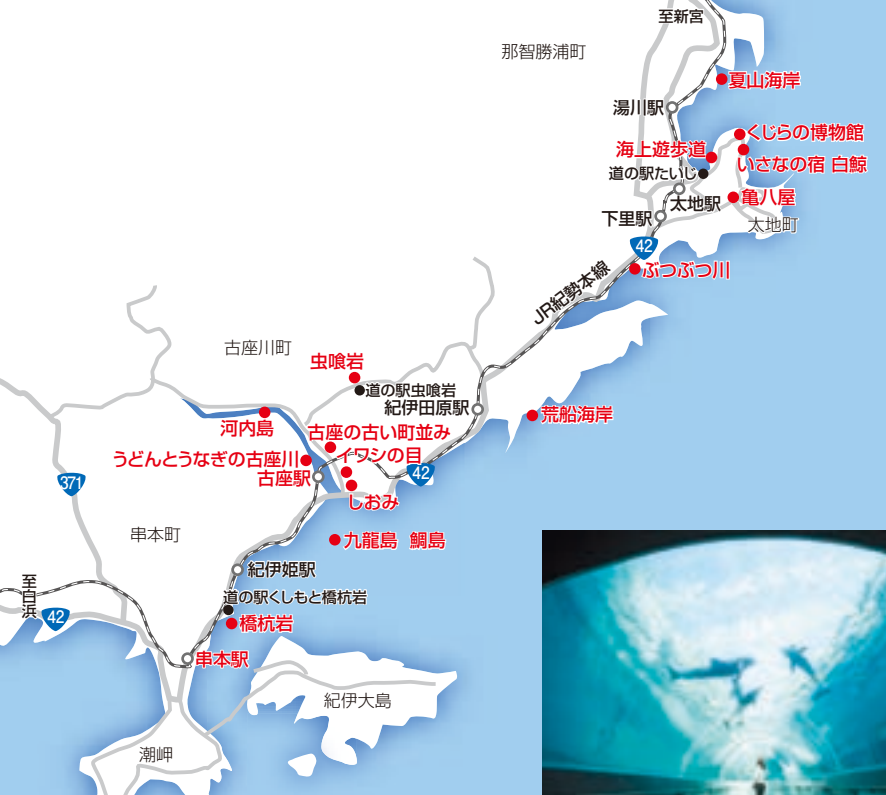 至新宮
那智勝浦町
夏山海岸
湯川駅
くじらの博物館
海上遊歩道
いさなの宿 白鯨
道の駅たいじ
太地駅
亀八屋
下里駅
太地町
42
ぶつぶつ川
JR紀勢本線
古座川町
虫喰岩
道の駅虫喰岩
紀伊田原駅
荒船海岸
河内島
古座の古い町並み
イワシの目
うどんとうなぎの古座川
古座駅
42
371
しおみ
串本町
九龍島 鯛島
紀伊姫駅
至白浜
道の駅くしもと橋杭岩
42
橋杭岩
串本駅
紀伊大島
潮岬